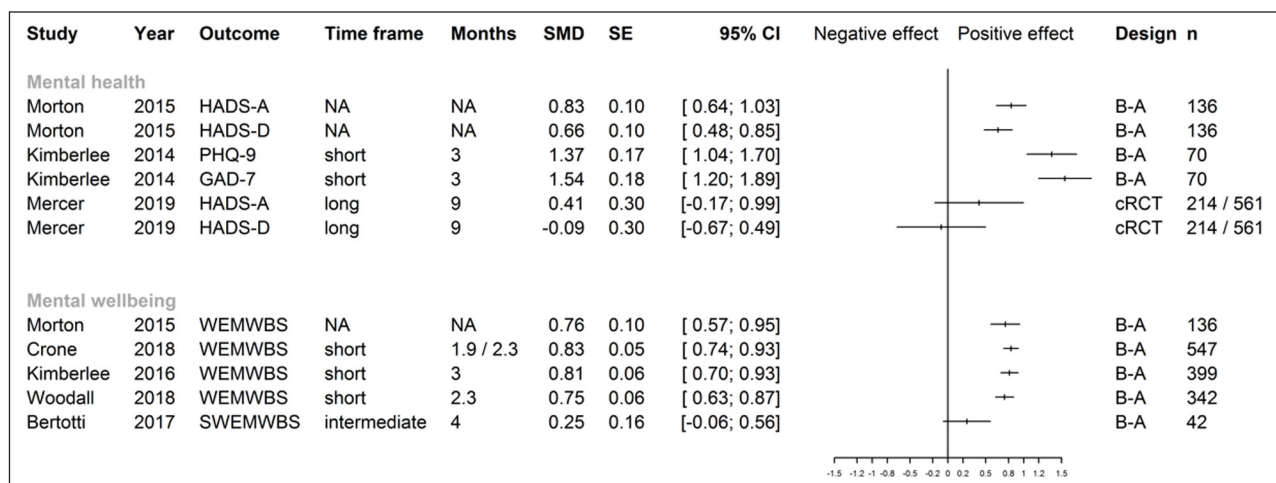 Study Year Outcome Time frame Months SMD SE 95% CI Negative effect Positive effect Design n
Mental health
Morton 2015 HADS-A NA NA 0.83 0.10 [ 0.64; 1.03] B-A 136
Morton 2015 HADS-D NA NA 0.66 0.10 [ 0.48; 0.85] B-A 136
Kimberlee 2014 PHQ-9 short 3 1.37 0.17 [ 1.04; 1.70] B-A 70
Kimberlee 2014 GAD-7 short 3 1.54 0.18 [ 1.20; 1.89] B-A 70
Mercer 2019 HADS-A long 9 0.41 0.30 [-0.17; 0.99] cRCT 214 / 561
Mercer 2019 HADS-D long 9 -0.09 0.30 [-0.67; 0.49] cRCT 214 / 561
Mental wellbeing
Morton 2015 WEMWBS NA NA 0.76 0.10 [ 0.57; 0.95] B-A 136
Crone 2018 WEMWBS short 1.9 / 2.3 0.83 0.05 [ 0.74; 0.93] B-A 547
Kimberlee 2016 WEMWBS short 3 0.81 0.06 [ 0.70; 0.93] B-A 399
Woodall 2018 WEMWBS short 2.3 0.75 0.06 [ 0.63; 0.87] B-A 342
Bertotti 2017 SWEMWBS intermediate 4 0.25 0.16 [-0.06; 0.56] B-A 42
-1.5 -1.2 -1 -0.8 -0.5 -0.2 0 0.2 0.5 0.8 1 1.2 1.5